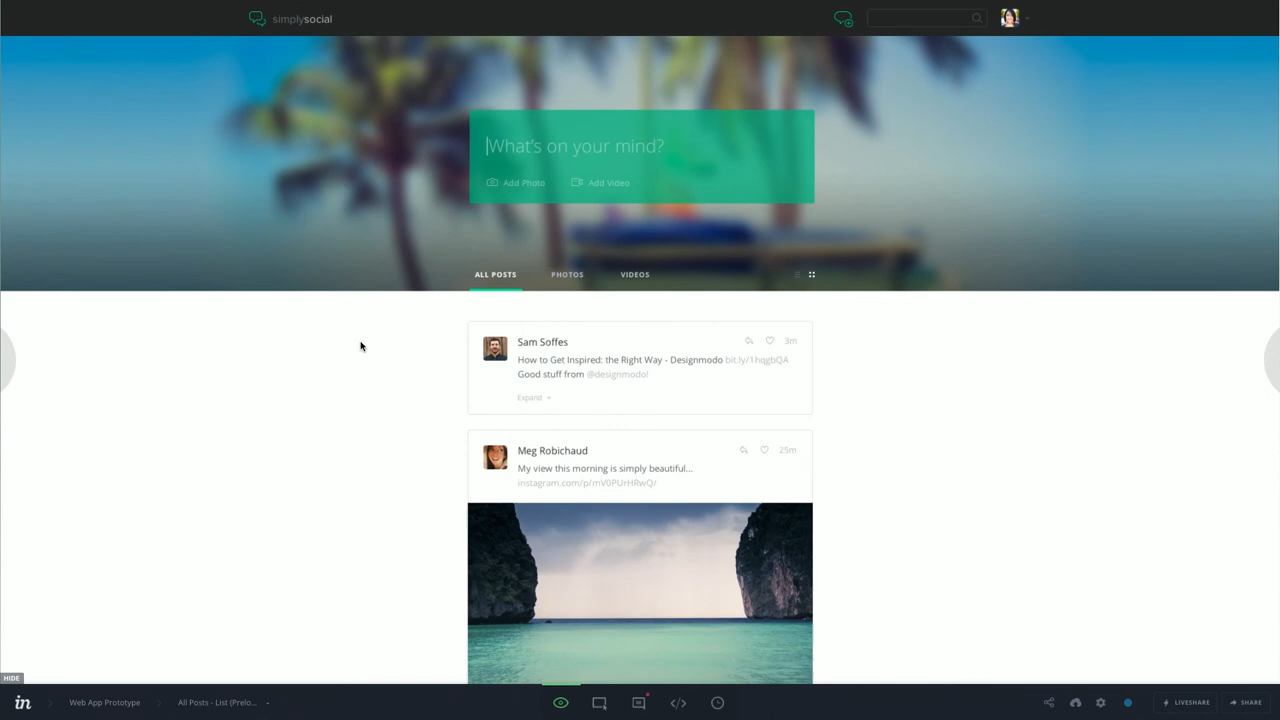 simplysocial
What's on your mind?
Add Photo
Add Video
ALL POSTS
PHOTOS
VIDEOS
Sam Soffes
3m
How to Get Inspired: the Right Way - Designmodo bit.ly/1hqgbQA
Good stuff from @designmodo!
Expand
Meg Robichaud
25m
My view this morning is simply beautiful...
instagram.com/p/mV0PUrHRwQ/
HIDE
in
Web App Prototype
All Posts - List (Prelo...
LIVESHARE
SHARE